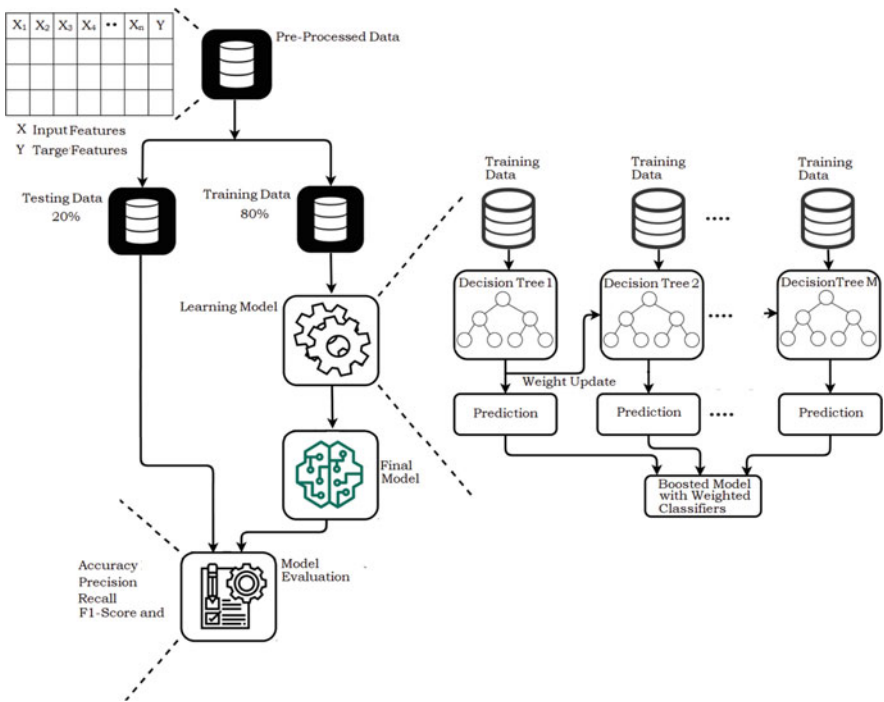 X1 X2 X3 X4 •• Xn Y
Pre-Processed Data
X Input Features
Y Targe Features
Testing Data
20%
Training Data
80%
Learning Model
Final
Model
Model
Evaluation
Accuracy
Precision
Recall
F1-Score and
Training
Data
Training
Data
....
Training
Data
Decision Tree 1
Decision Tree 2
....
DecisionTree M
Weight Update
Prediction
Prediction
....
Prediction
Boosted Model
with Weighted
Classifiers